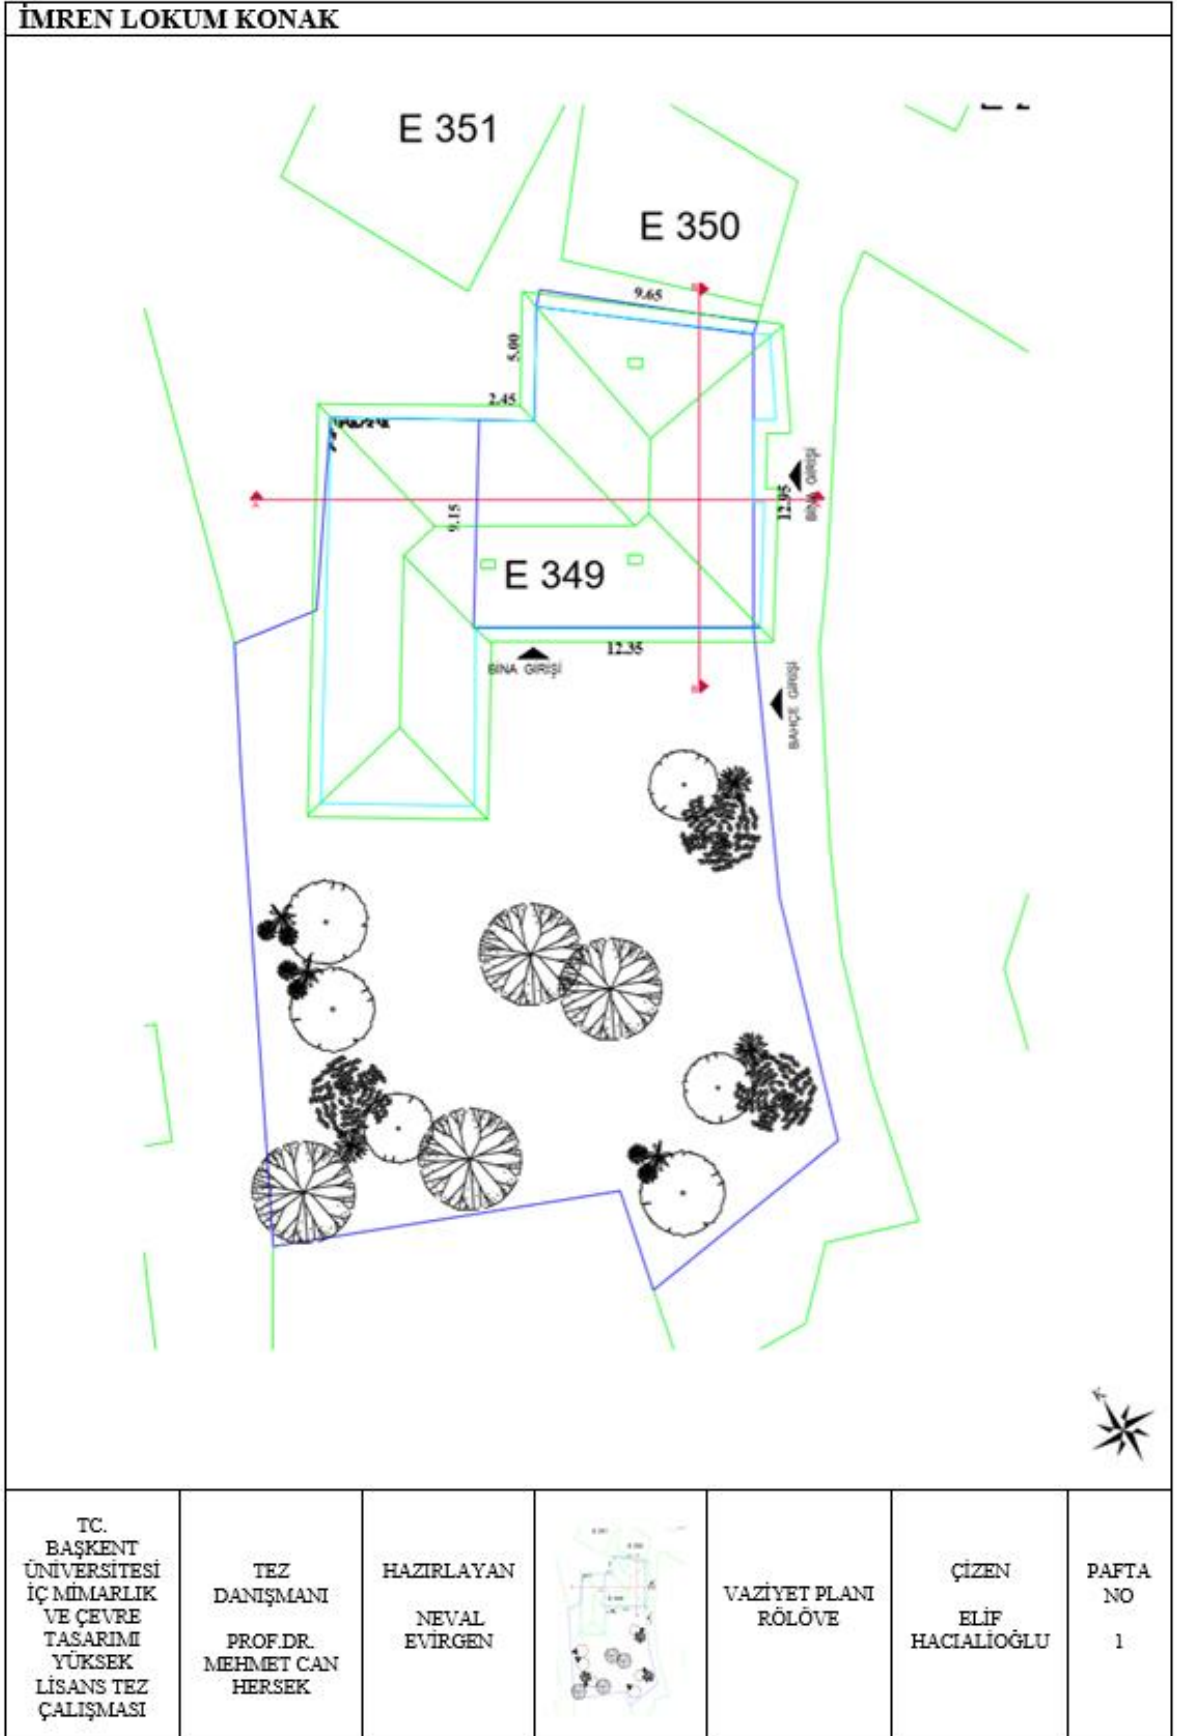 İMREN LOKUM KONAK
E 351
E 350
9.65
5.00
2.45
9.15
12.95
BİNA GİRİŞİ
E 349
12.35
BİNA GİRİŞİ
BAHÇE GİRİŞİ
K
TC.
BAŞKENT
ÜNİVERSİTESİ
İÇ MİMARLIK
VE ÇEVRE
TASARIMI
YÜKSEK
LİSANS TEZ
ÇALIŞMASI
TEZ
DANIŞMANI
PROF.DR.
MEHMET CAN
HERSEK
HAZIRLAYAN
NEVAL
EVİRGEN
VAZİYET PLANI
RÖLÖVE
ÇİZEN
ELİF
HACIALİOĞLU
PAFTA
NO
1